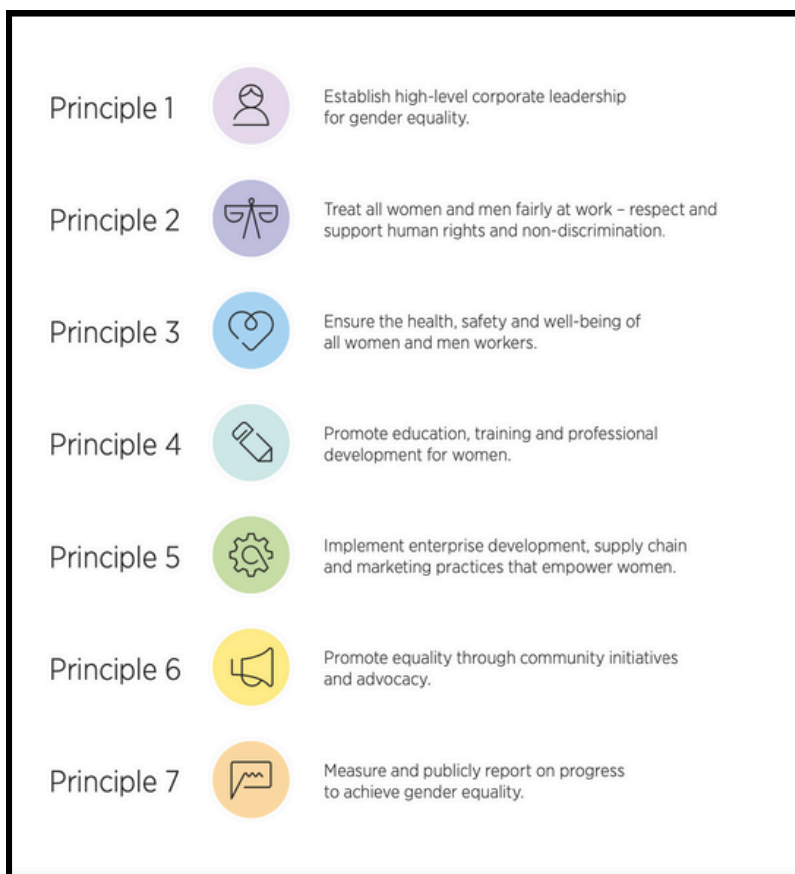 Principle 1
Establish high-level corporate leadership
for gender equality.
Principle 2
Treat all women and men fairly at work – respect and
support human rights and non-discrimination.
Principle 3
Ensure the health, safety and well-being of
all women and men workers.
Principle 4
Promote education, training and professional
development for women.
Principle 5
Implement enterprise development, supply chain
and marketing practices that empower women.
Principle 6
Promote equality through community initiatives
and advocacy.
Principle 7
Measure and publicly report on progress
to achieve gender equality.